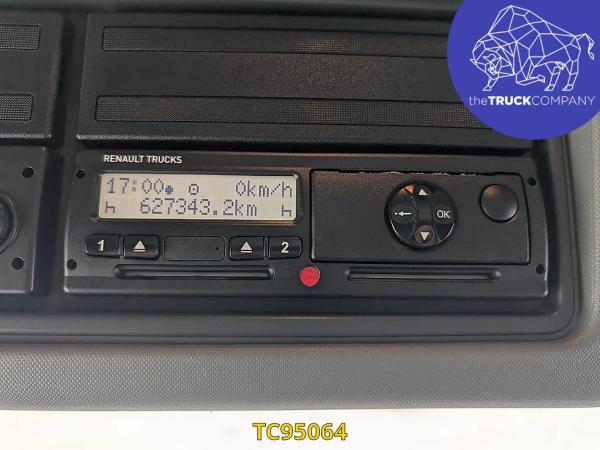 theTRUCKCOMPANY
RENAULT TRUCKS
17:00 0km/h
h 627343.2km h
1 2
OK
TC95064